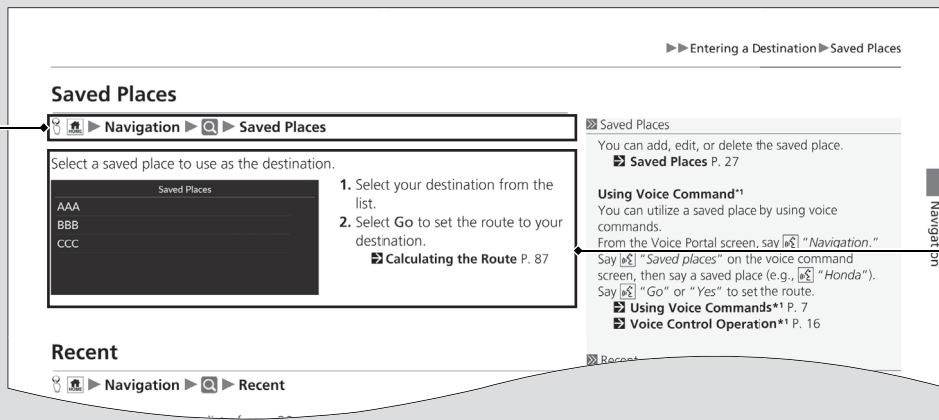 Entering a Destination Saved Places
Saved Places
HOME Navigation Saved Places
Select a saved place to use as the destination.
Saved Places
AAA
BBB
CCC
1. Select your destination from the
list.
2. Select Go to set the route to your
destination.
Calculating the Route P. 87
Saved Places
You can add, edit, or delete the saved place.
Saved Places P. 27
Using Voice Command*1
You can utilize a saved place by using voice
commands.
From the Voice Portal screen, say "Navigation."
Say "Saved places" on the voice command
screen, then say a saved place (e.g., "Honda").
Say "Go" or "Yes" to set the route.
Using Voice Commands*1 P. 7
Voice Control Operation*1 P. 16
Navigation
Recent
HOME Navigation Recent
Recent